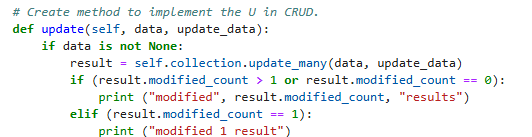 # Create method to implement the U in CRUD.
def update(self, data, update_data):
    if data is not None:
        result = self.collection.update_many(data, update_data)
        if (result.modified_count > 1 or result.modified_count == 0):
            print ("modified", result.modified_count, "results")
        elif (result.modified_count == 1):
            print ("modified 1 result")